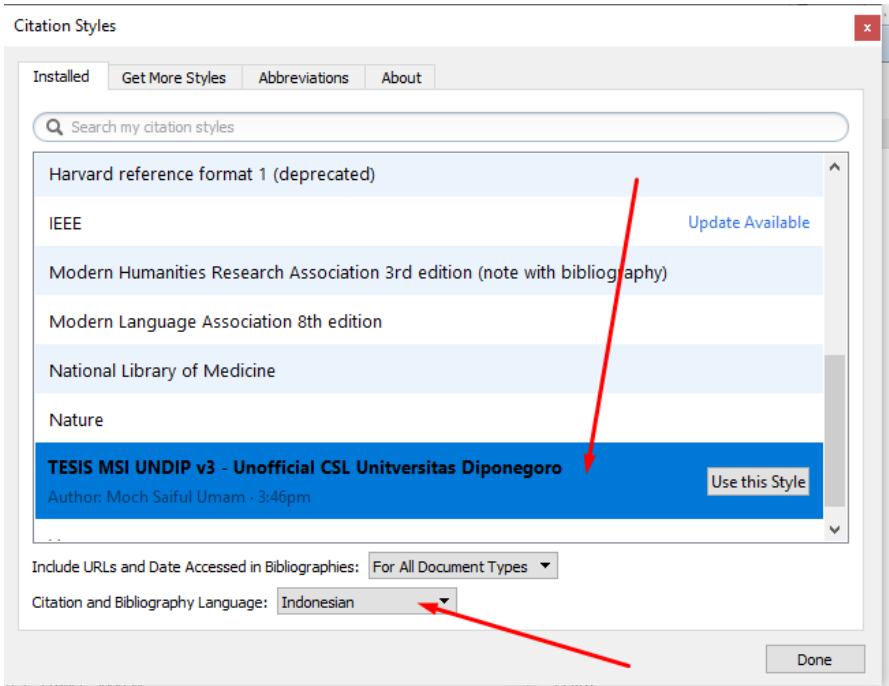 Citation Styles
x
Installed Get More Styles Abbreviations About
Search my citation styles
Harvard reference format 1 (deprecated)
IEEE Update Available
Modern Humanities Research Association 3rd edition (note with bibliography)
Modern Language Association 8th edition
National Library of Medicine
Nature
TESIS MSI UNDIP v3 - Unofficial CSL Unitversitas Diponegoro
Use this Style
Author: Moch Saiful Umam - 3:46pm
Include URLs and Date Accessed in Bibliographies: For All Document Types
Citation and Bibliography Language: Indonesian
Done